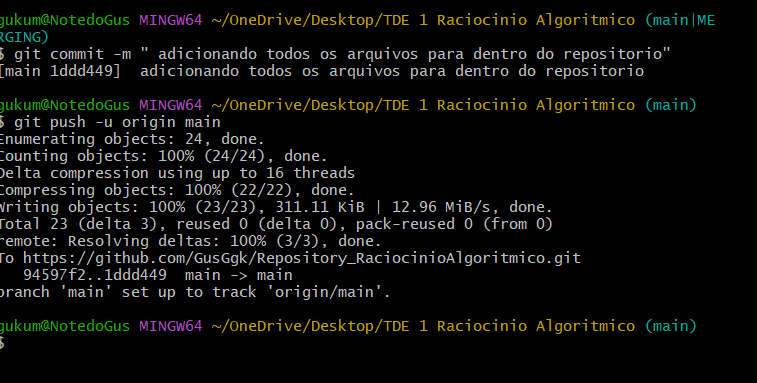 gukum@NotedoGus MINGW64 ~/OneDrive/Desktop/TDE 1 Raciocinio Algoritmico (main|ME
RGING)
$ git commit -m " adicionando todos os arquivos para dentro do repositorio"
[main 1ddd449]  adicionando todos os arquivos para dentro do repositorio
gukum@NotedoGus MINGW64 ~/OneDrive/Desktop/TDE 1 Raciocinio Algoritmico (main)
$ git push -u origin main
Enumerating objects: 24, done.
Counting objects: 100% (24/24), done.
Delta compression using up to 16 threads
Compressing objects: 100% (22/22), done.
Writing objects: 100% (23/23), 311.11 KiB | 12.96 MiB/s, done.
Total 23 (delta 3), reused 0 (delta 0), pack-reused 0 (from 0)
remote: Resolving deltas: 100% (3/3), done.
To https://github.com/GusGgk/Repository_RaciocinioAlgoritmico.git
   94597f2..1ddd449  main -> main
branch 'main' set up to track 'origin/main'.
gukum@NotedoGus MINGW64 ~/OneDrive/Desktop/TDE 1 Raciocinio Algoritmico (main)
$